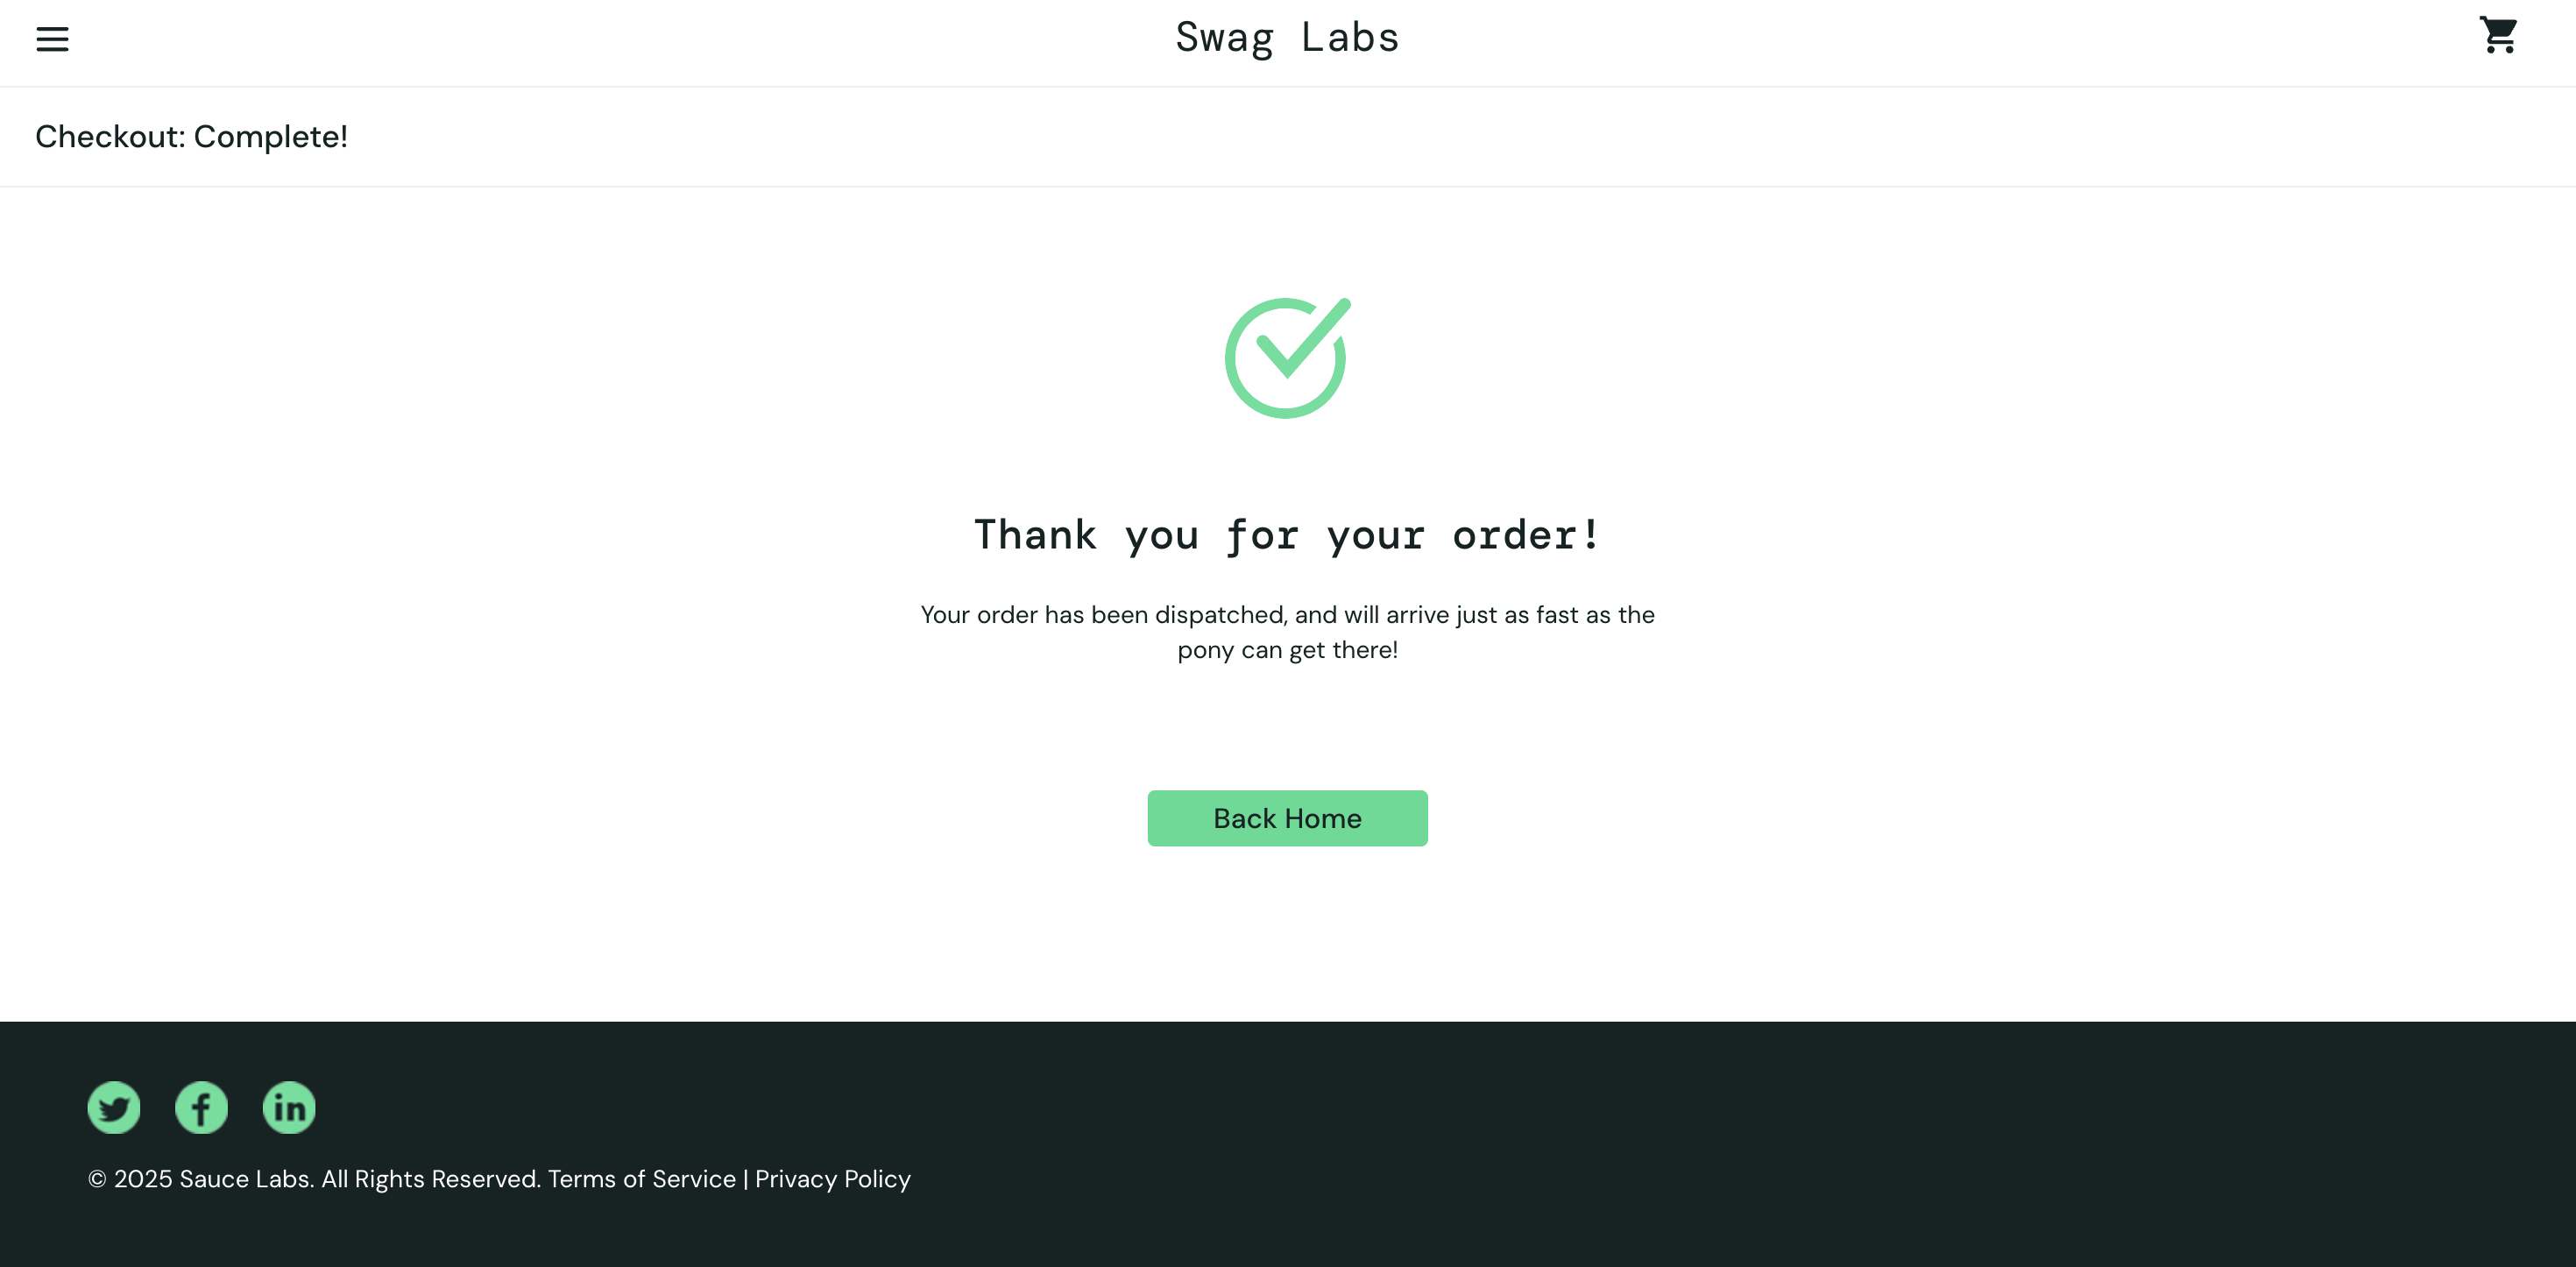 Swag Labs
Checkout: Complete!
Thank you for your order!
Your order has been dispatched, and will arrive just as fast as the
pony can get there!
Back Home
© 2025 Sauce Labs. All Rights Reserved. Terms of Service | Privacy Policy